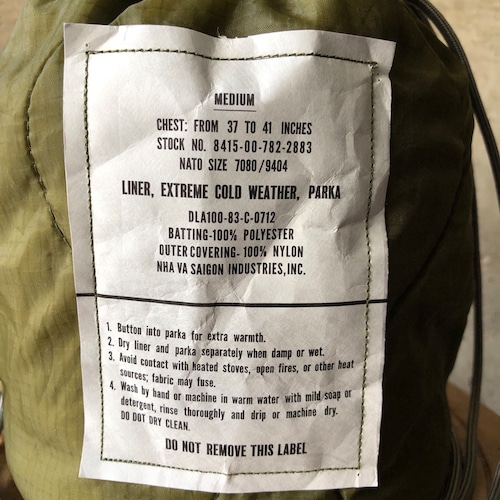 MEDIUM
CHEST: FROM 37 TO 41 INCHES
STOCK NO. 8415-00-782-2883
NATO SIZE 7080/9404
LINER, EXTREME COLD WEATHER, PARKA
DLA100-83-C-0712
BATTING-100% POLYESTER
OUTER COVERING- 100% NYLON
NHA VA SAIGON INDUSTRIES,INC.
1. Button into parka for extra warmth.
2. Dry liner and parka separately when damp or wet.
3. Avoid contact with heated stoves, open fires, or other heat
sources; fabric may fuse.
4. Wash by hand or machine in warm water with mild soap or
detergent, rinse thoroughly and drip or machine dry.
DO DOT DRY CLEAN.
DO NOT REMOVE THIS LABEL